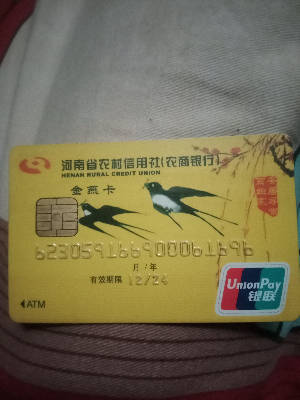 河南省农村信用社(农商银行)
HENAN RURAL CREDIT UNION
金燕卡
6230591669000061696
月/年
有效期限 12/24
ATM
UnionPay
银联